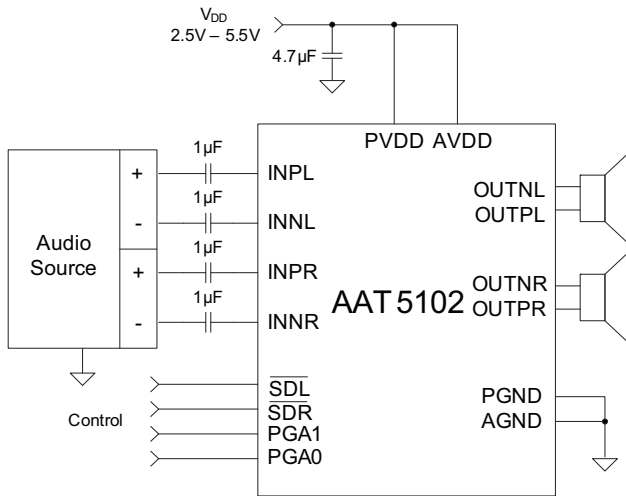 VDD
2.5V – 5.5V
4.7µF
PVDD AVDD
1µF
+ INPL
1µF
- INNL
Audio
Source
1µF
+ INPR
1µF
- INNR
OUTNL
OUTPL
AAT5102
OUTNR
OUTPR
Control
SDL
SDR
PGA1
PGA0
PGND
AGND